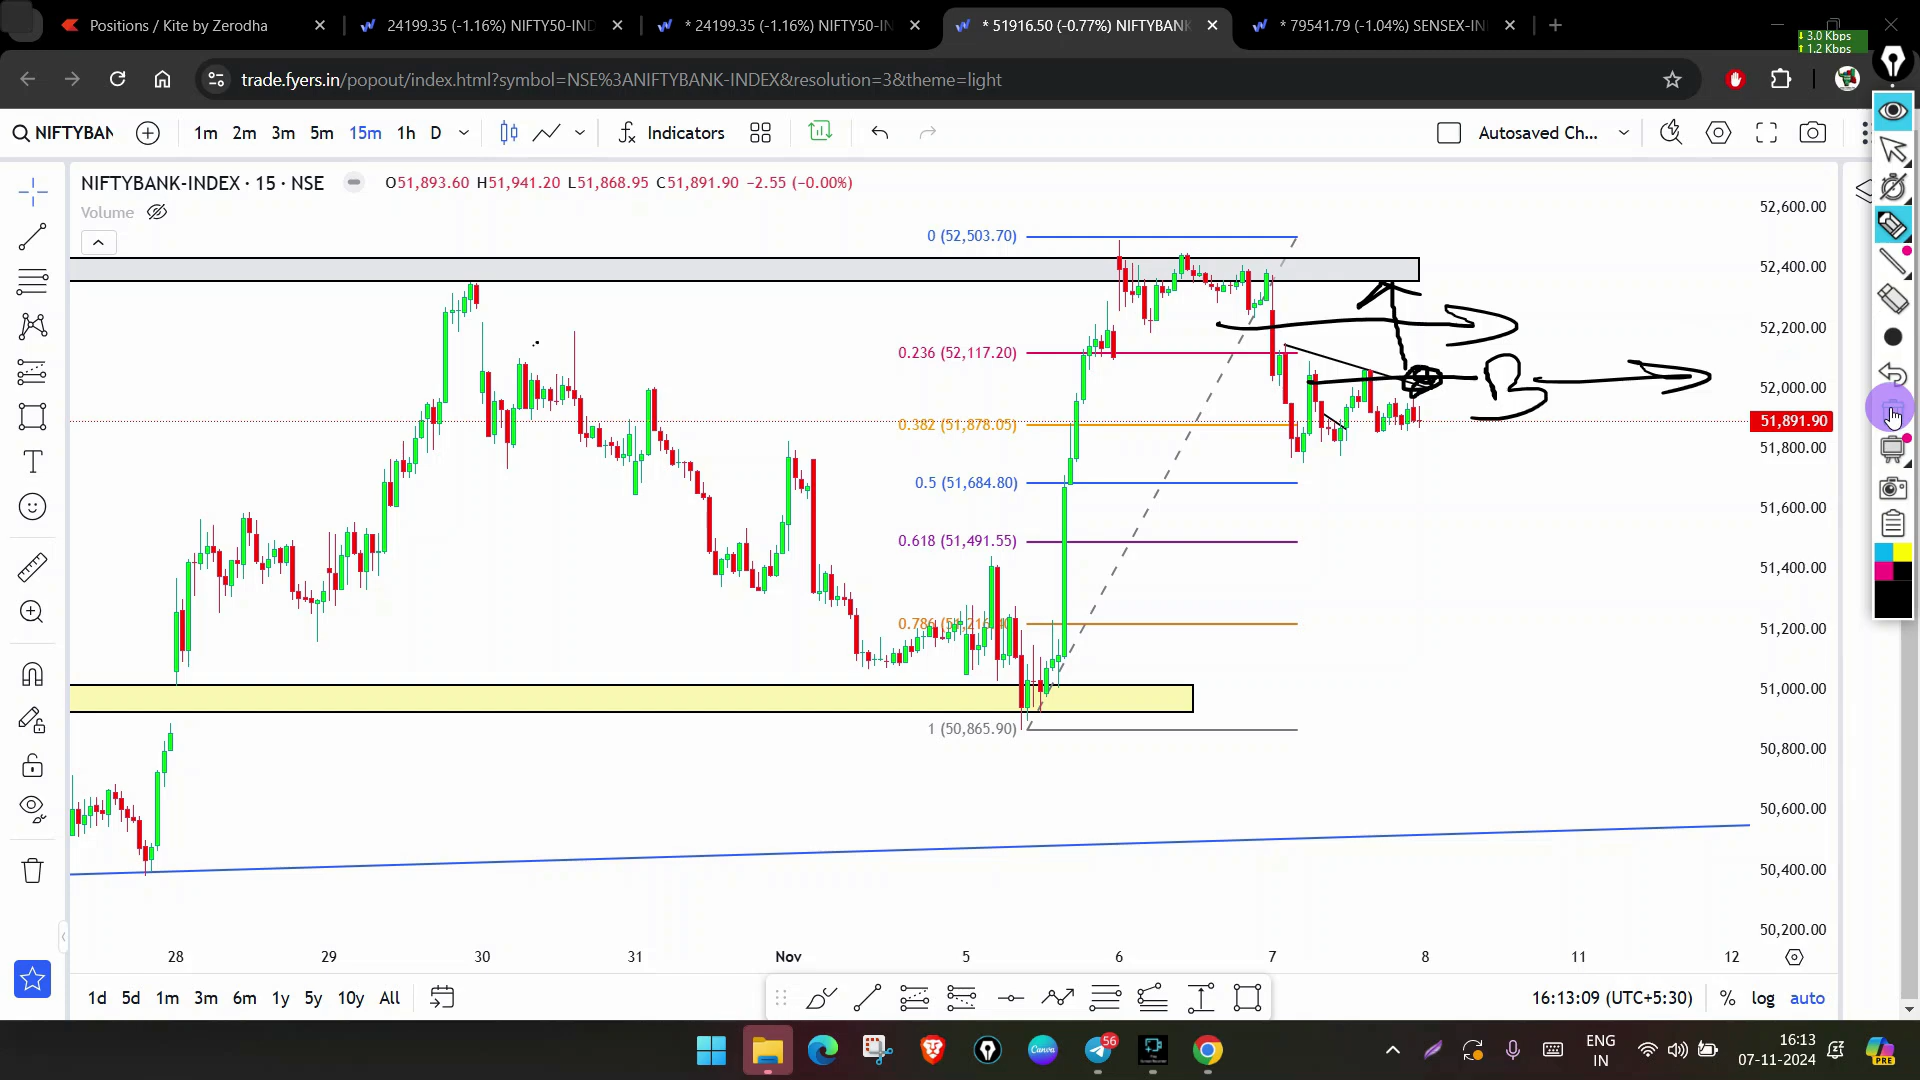 Positions / Kite by Zerodha
24199.35 (-1.16%) NIFTY50-IND
* 24199.35 (-1.16%) NIFTY50-IN
* 51916.50 (-0.77%) NIFTYBANK
* 79541.79 (-1.04%) SENSEX-IN
3.0 Kbps
1.2 Kbps
trade.fyers.in/popout/index.html?symbol=NSE%3ANIFTYBANK-INDEX&resolution=3&theme=light
NIFTYBAN
1m 2m 3m 5m 15m 1h D
Indicators
Autosaved Ch...
NIFTYBANK-INDEX · 15 · NSE
O51,893.60 H51,941.20 L51,868.95 C51,891.90 −2.55 (−0.00%)
Volume
0 (52,503.70)
0.236 (52,117.20)
0.382 (51,878.05)
0.5 (51,684.80)
0.618 (51,491.55)
1 (50,865.90)
B
52,600.00
52,400.00
52,200.00
52,000.00
51,891.90
51,800.00
51,600.00
51,400.00
51,200.00
51,000.00
50,800.00
50,600.00
50,400.00
50,200.00
28 29 30 31 Nov 5 6 7 8 11 12
1d 5d 1m 3m 6m 1y 5y 10y All
16:13:09 (UTC+5:30) % log auto
Canva
56
ENG
IN
16:13
07-11-2024
PRE